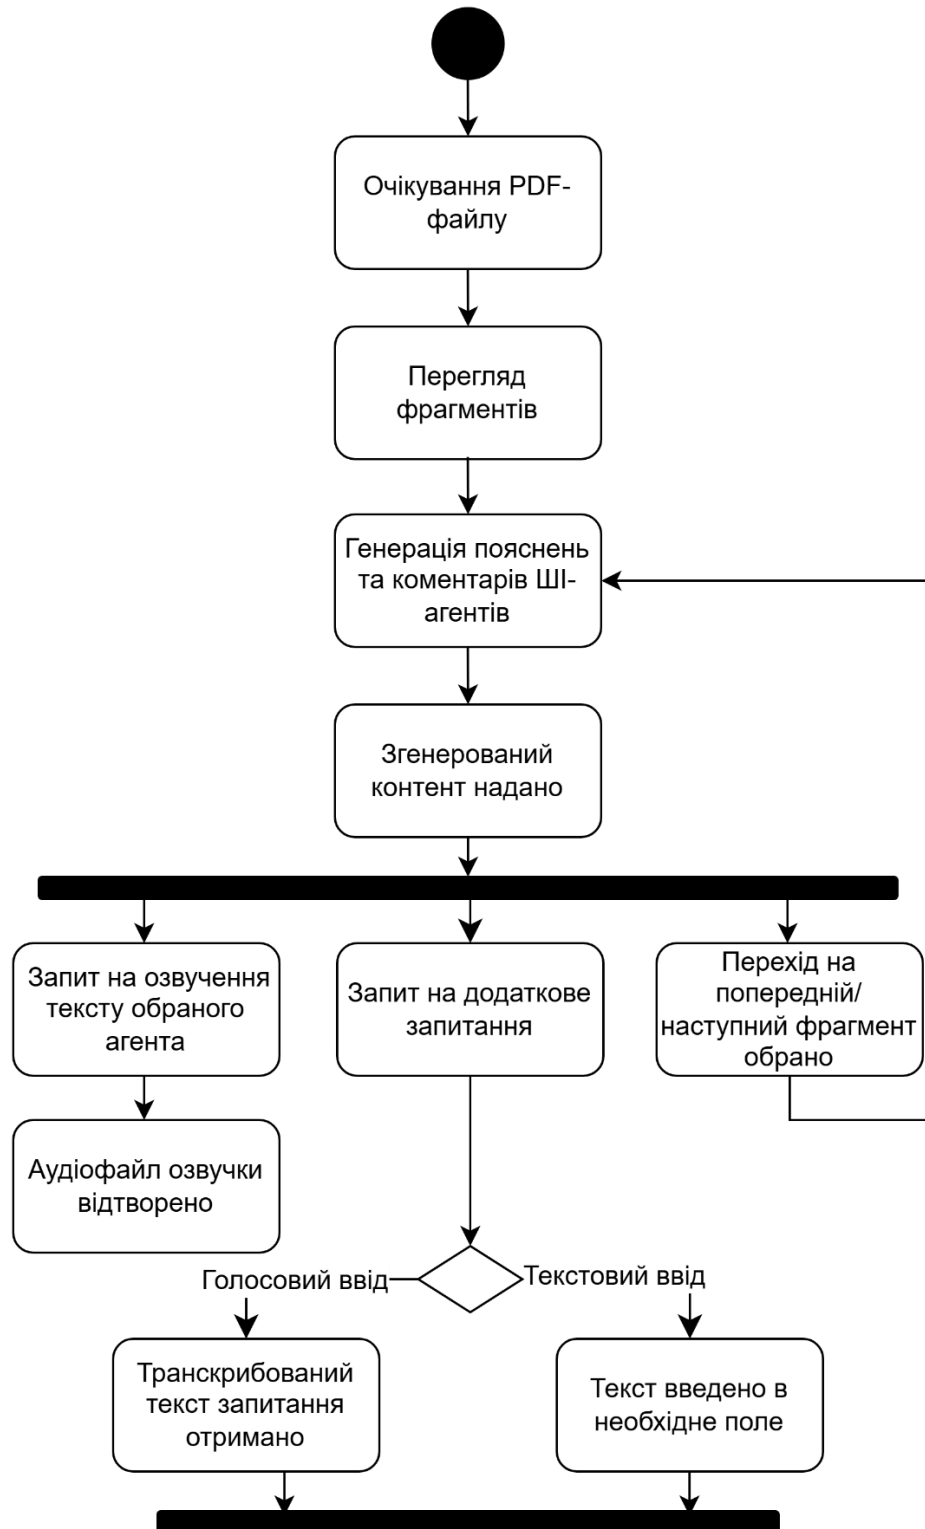 Очікування PDF-
файлу
Перегляд
фрагментів
Генерація пояснень
та коментарів ШІ-
агентів
Згенерований
контент надано
Запит на озвучення
тексту обраного
агента
Запит на додаткове
запитання
Перехід на
попередній/
наступний фрагмент
обрано
Аудіофайл озвучки
відтворено
Голосовий ввід
Текстовий ввід
Транскрибований
текст запитання
отримано
Текст введено в
необхідне поле